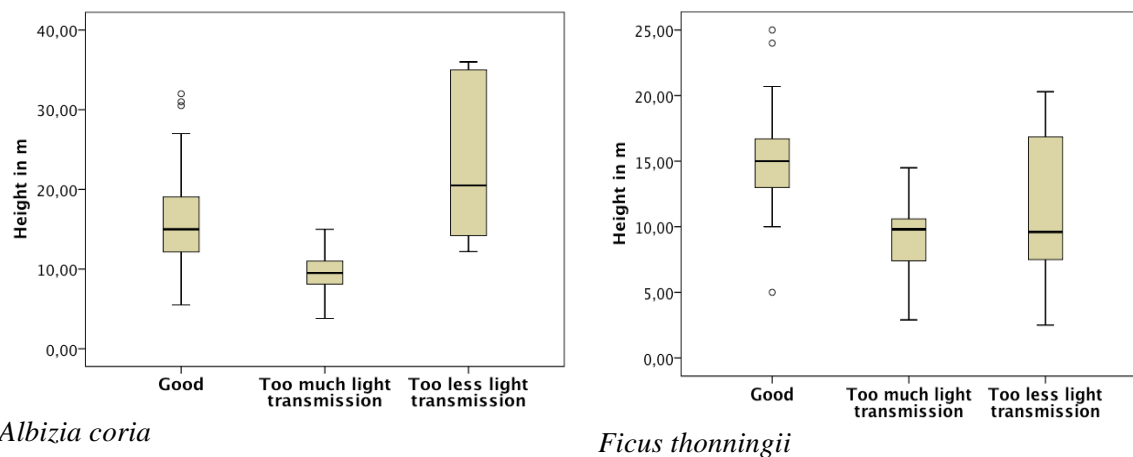 40,00
30,00
20,00
10,00
0,00
Height in m
Good
Too much light
transmission
Too less light
transmission
Albizia coria
25,00
20,00
15,00
10,00
5,00
0,00
Height in m
Good
Too much light
transmission
Too less light
transmission
Ficus thonningii